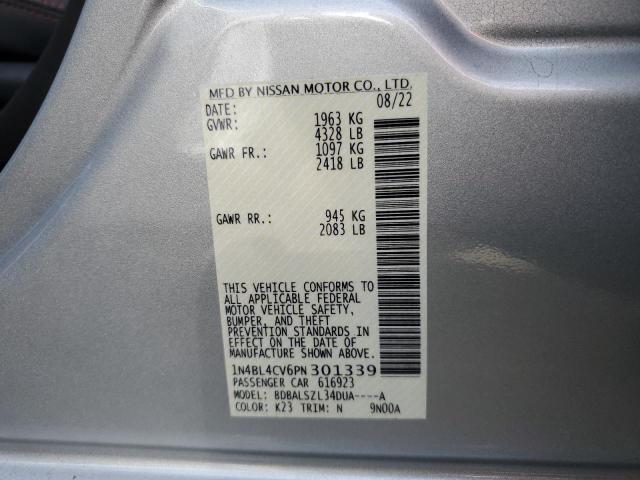 MFD BY NISSAN MOTOR CO., LTD.
DATE: 08/22
GVWR: 1963 KG
4328 LB
GAWR FR.: 1097 KG
2418 LB
GAWR RR.: 945 KG
2083 LB
THIS VEHICLE CONFORMS TO
ALL APPLICABLE FEDERAL
MOTOR VEHICLE SAFETY,
BUMPER, AND THEFT
PREVENTION STANDARDS IN
EFFECT ON THE DATE OF
MANUFACTURE SHOWN ABOVE.
1N4BL4CV6PN301339
PASSENGER CAR 616923
MODEL: BDBALSZL34DUA----A
COLOR: K23 TRIM: N 9N00A